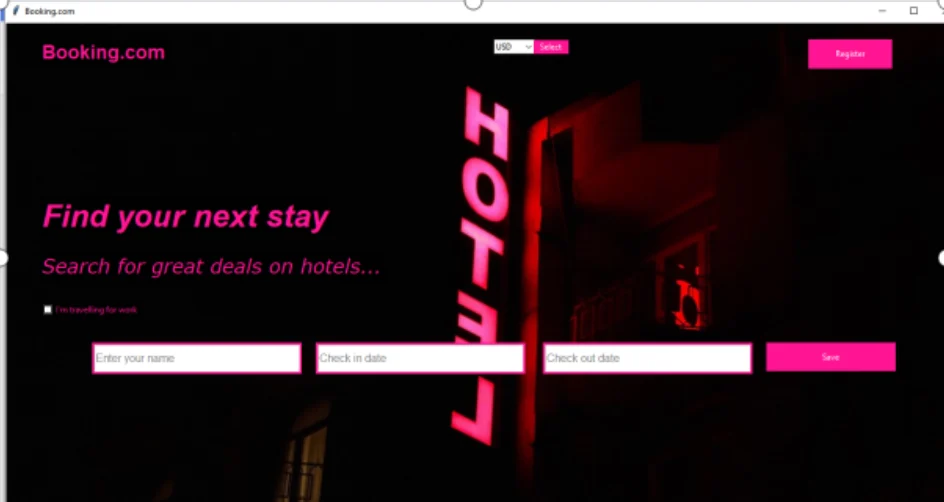 Booking.com
Booking.com
USD
Select
Register
HOTEL
Find your next stay
Search for great deals on hotels...
I'm travelling for work
Enter your name
Check in date
Check out date
Save